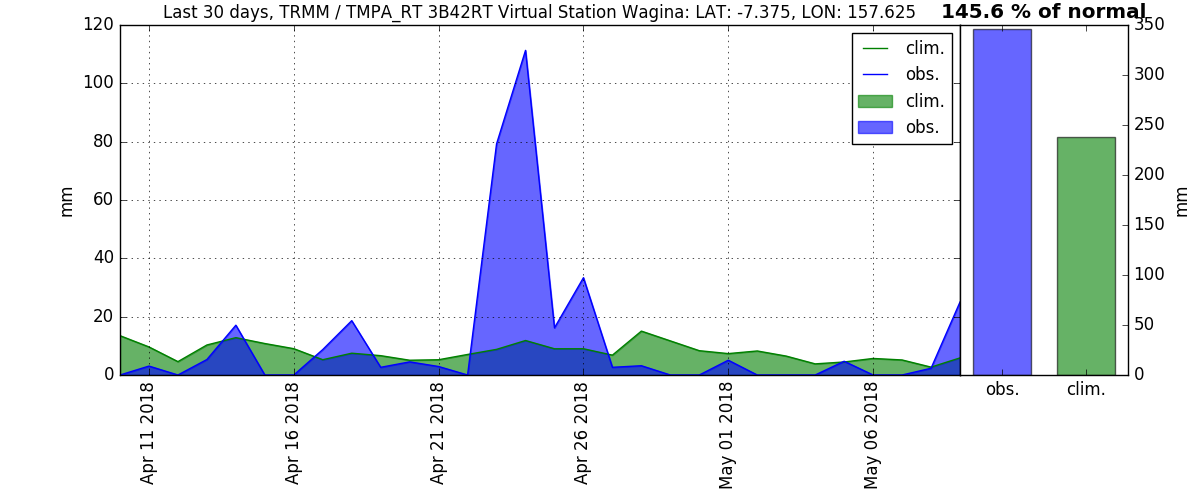 Last 30 days, TRMM / TMPA_RT 3B42RT Virtual Station Wagina: LAT: -7.375, LON: 157.625
145.6 % of normal
120
100
80
60
40
20
0
mm
clim.
obs.
clim.
obs.
Apr 11 2018
Apr 16 2018
Apr 21 2018
Apr 26 2018
May 01 2018
May 06 2018
350
300
250
200
150
100
50
0
mm
obs.
clim.